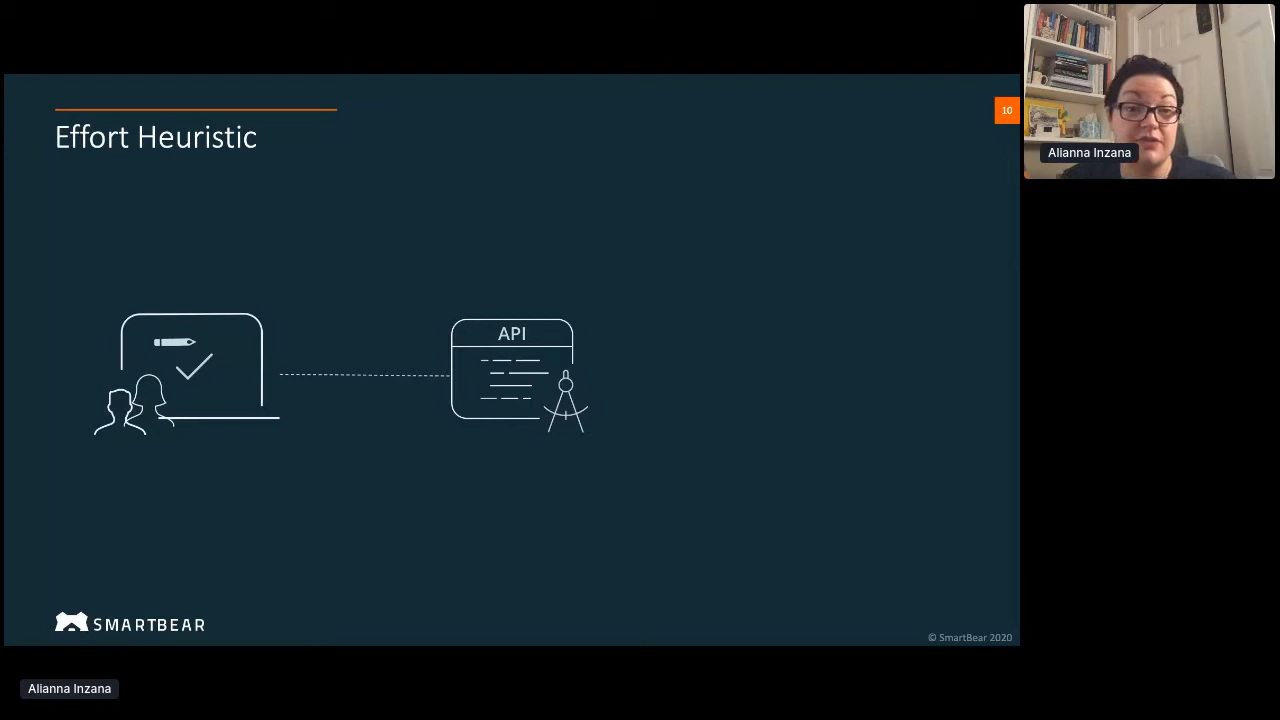 Effort Heuristic
10
API
SMARTBEAR
© SmartBear 2020
Alianna Inzana
Alianna Inzana